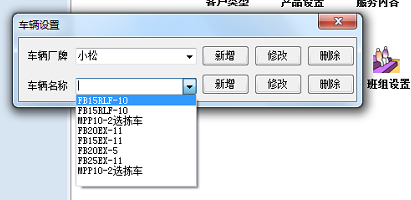 客户类型 产品设置 服务内容
车辆设置
车辆厂牌 小松 新增 修改 删除
车辆名称 新增 修改 删除
班组设置
FB15RLF-10
FB15RLF-10
MPP10-2选拣车
FB20EX-11
FB15EX-11
FB20EX-5
FB25EX-11
MPP10-2选拣车